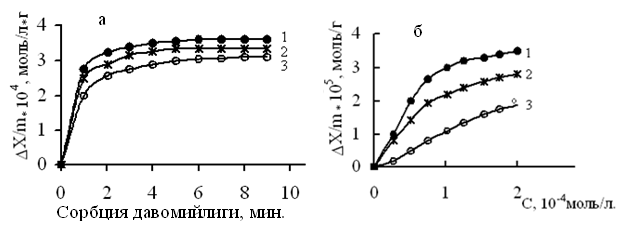 а
ΔX/m*10⁴, моль/л*г
4
3
2
1
0
1
2
3
0 2 4 6 8 10
Сорбция давомийлиги, мин.
б
ΔX/m*10⁵, моль/г
4
3
2
1
0
1
2
3
0 1 2
C, 10⁻⁴моль/л.